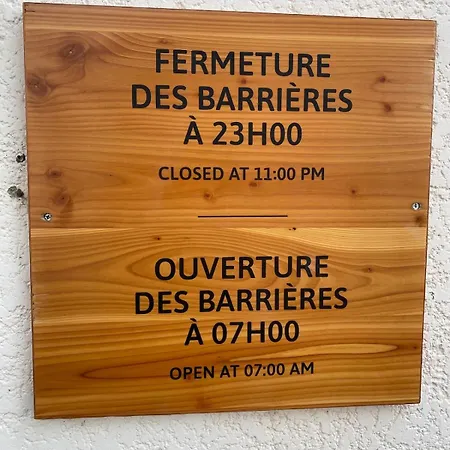 FERMETURE
DES BARRIÈRES
À 23H00
CLOSED AT 11:00 PM
OUVERTURE
DES BARRIÈRES
À 07H00
OPEN AT 07:00 AM